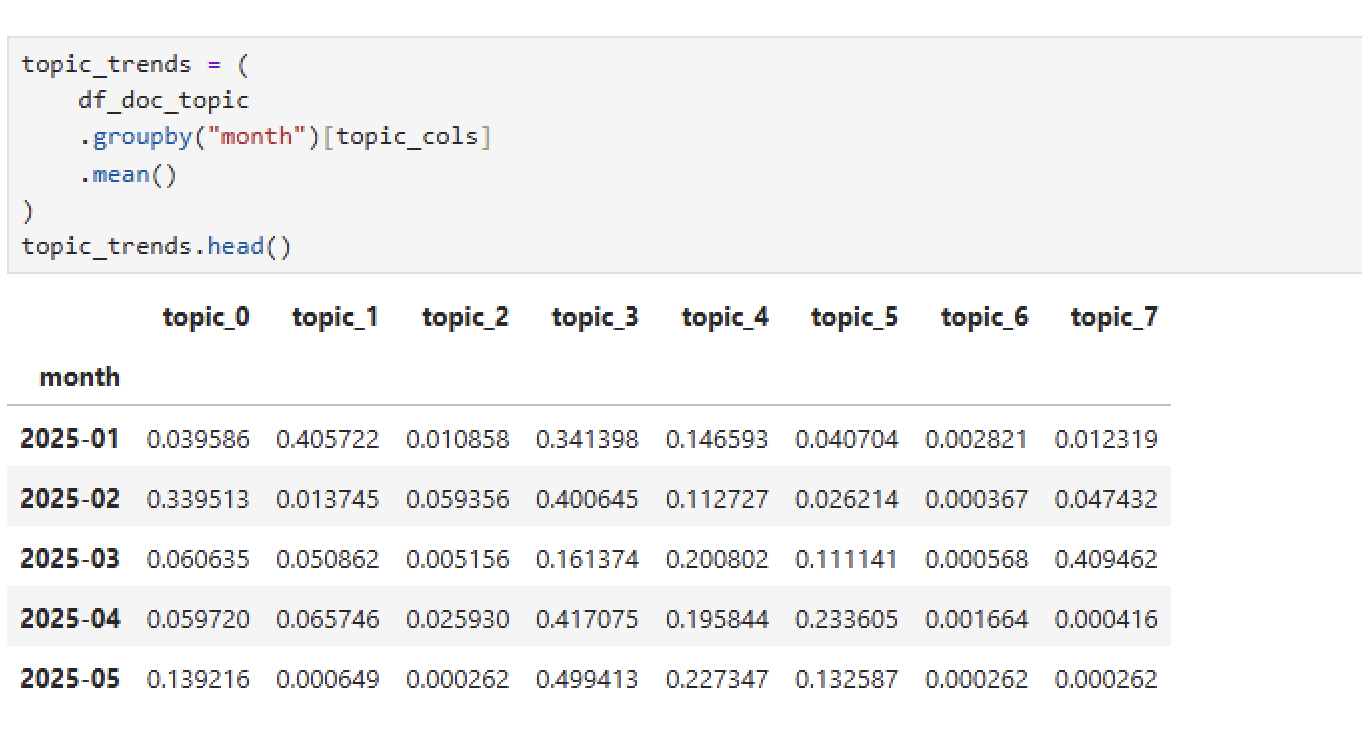 topic_trends = (
    df_doc_topic
    .groupby("month")[topic_cols]
    .mean()
)
topic_trends.head()
topic_0 topic_1 topic_2 topic_3 topic_4 topic_5 topic_6 topic_7
month
2025-01 0.039586 0.405722 0.010858 0.341398 0.146593 0.040704 0.002821 0.012319
2025-02 0.339513 0.013745 0.059356 0.400645 0.112727 0.026214 0.000367 0.047432
2025-03 0.060635 0.050862 0.005156 0.161374 0.200802 0.111141 0.000568 0.409462
2025-04 0.059720 0.065746 0.025930 0.417075 0.195844 0.233605 0.001664 0.000416
2025-05 0.139216 0.000649 0.000262 0.499413 0.227347 0.132587 0.000262 0.000262